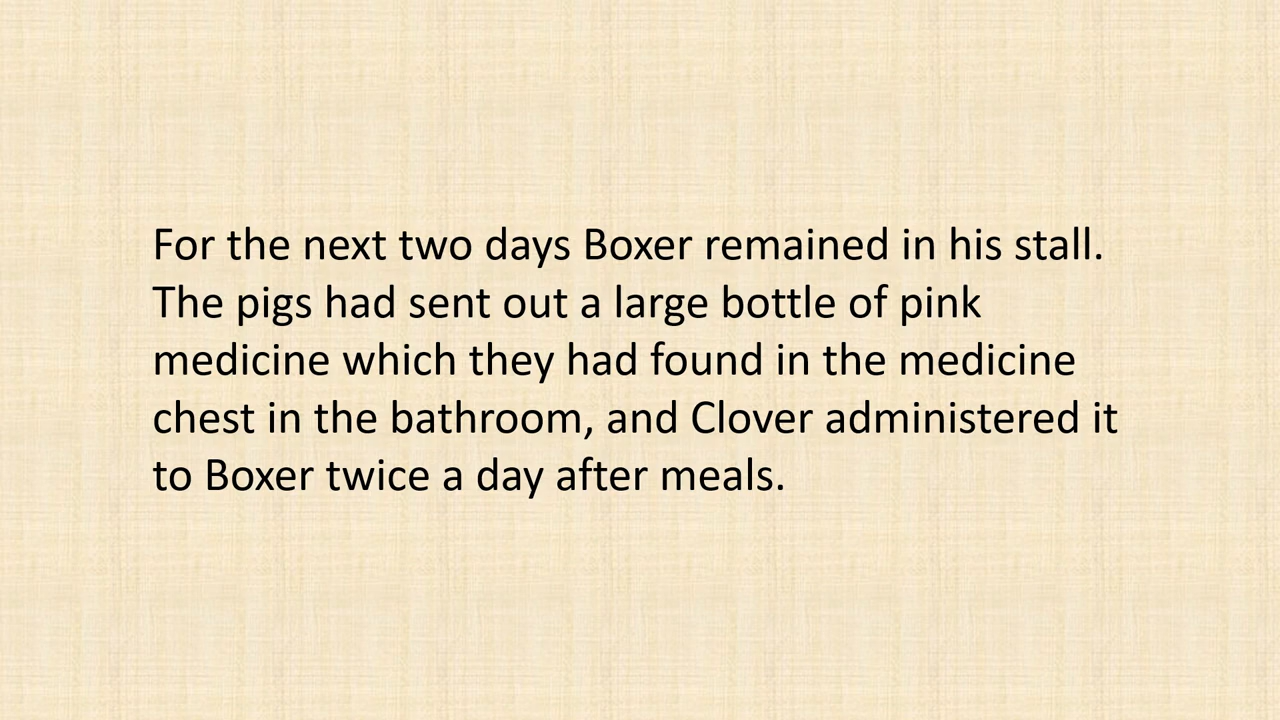 For the next two days Boxer remained in his stall.
The pigs had sent out a large bottle of pink
medicine which they had found in the medicine
chest in the bathroom, and Clover administered it
to Boxer twice a day after meals.